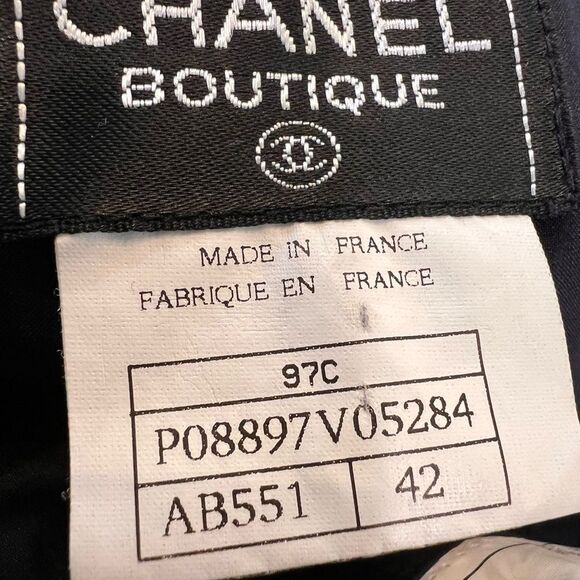 CHANEL
BOUTIQUE
MADE IN FRANCE
FABRIQUE EN FRANCE
97C
P08897V05284
AB551 42